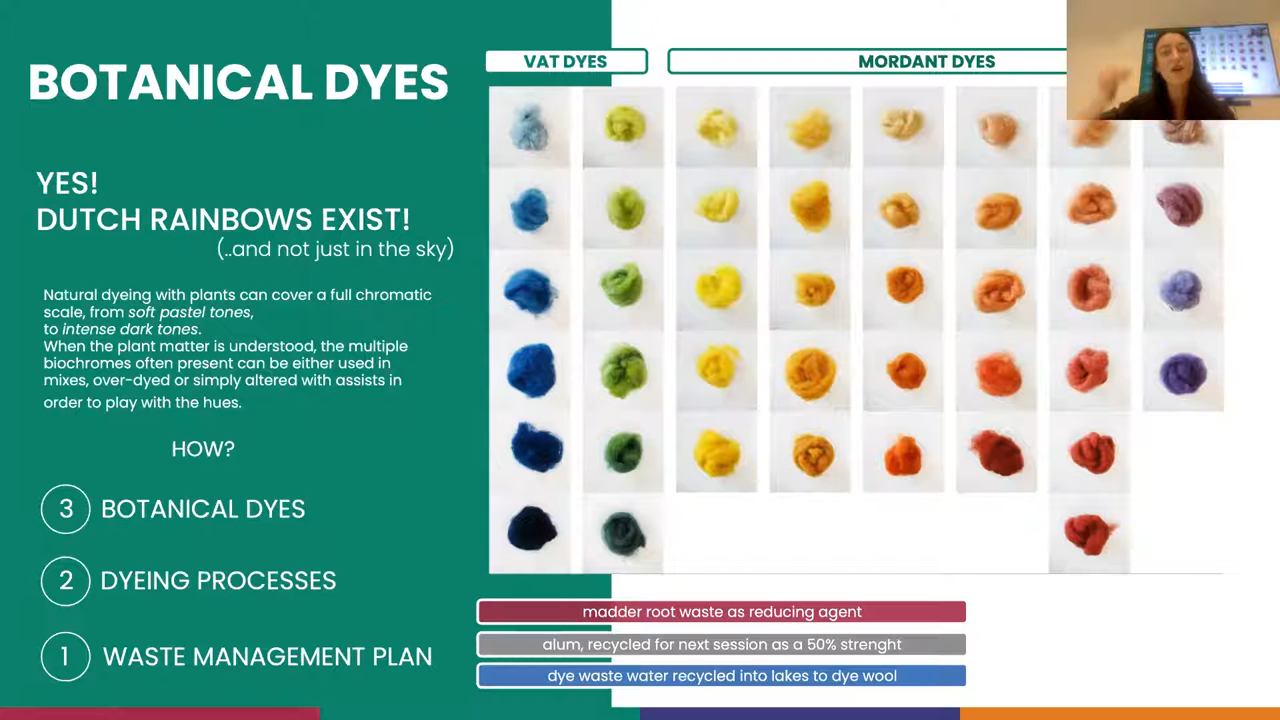 BOTANICAL DYES
YES!
DUTCH RAINBOWS EXIST!
(..and not just in the sky)
Natural dyeing with plants can cover a full chromatic
scale, from soft pastel tones,
to intense dark tones.
When the plant matter is understood, the multiple
biochromes often present can be either used in
mixes, over-dyed or simply altered with assists in
order to play with the hues.
HOW?
3 BOTANICAL DYES
2 DYEING PROCESSES
1 WASTE MANAGEMENT PLAN
VAT DYES
MORDANT DYES
madder root waste as reducing agent
alum, recycled for next session as a 50% strenght
dye waste water recycled into lakes to dye wool